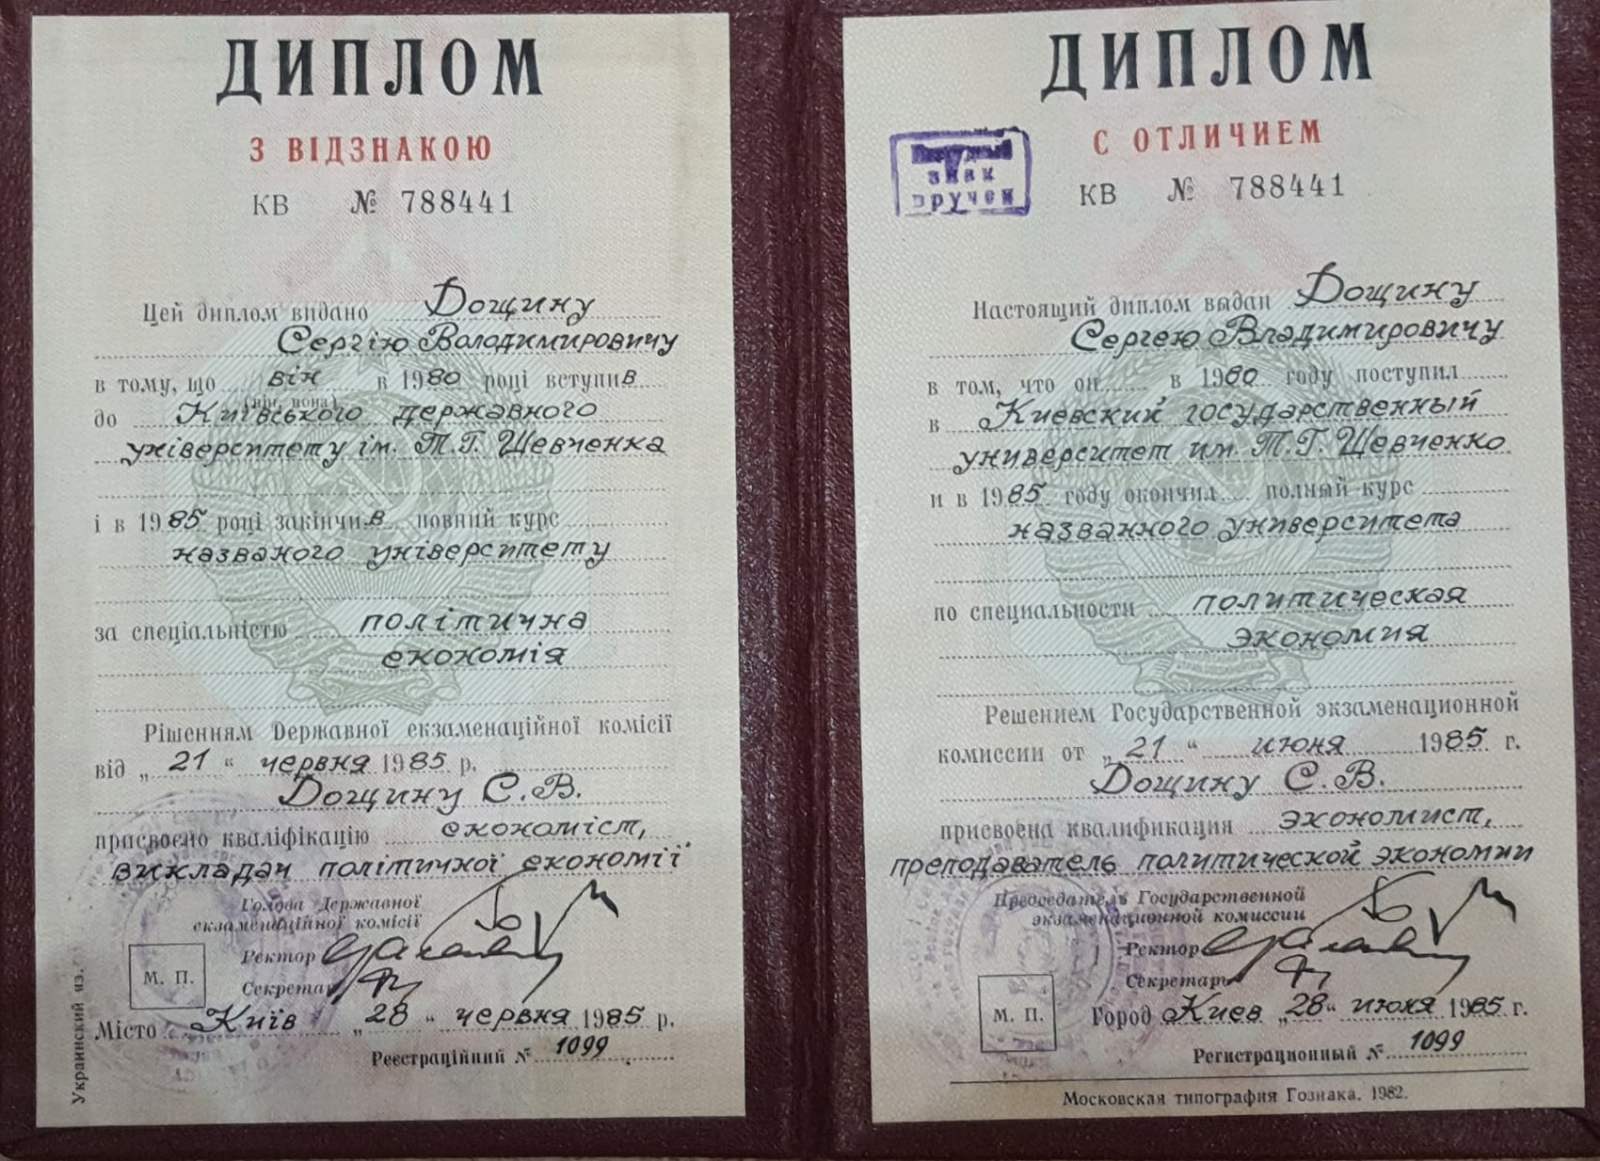 ДИПЛОМ
З ВІДЗНАКОЮ
КВ № 788441
Цей диплом видано Дощину
Сергію Володимировичу
в тому, що він в 1980 році вступив
(він, вона)
до Київського державного
університету ім. Т.Г. Шевченка
і в 1985 році закінчив повний курс
названого університету
за спеціальністю політична
економія
Рішенням Державної екзаменаційної комісії
від „21“ червня 1985 р.
Дощину С.В.
присвоєно кваліфікацію економіст,
викладач політичної економії
Голова Державної
екзаменаційної комісії
Ректор
Секретар
М. П.
Місто Київ „28“ червня 1985 р.
Реєстраційний № 1099
Украинский яз.
ДИПЛОМ
С ОТЛИЧИЕМ
Нагрудный
знак
вручен
КВ № 788441
Настоящий диплом выдан Дощину
Сергею Владимировичу
в том, что он в 1980 году поступил
в Киевский государственный
университет им. Т.Г. Шевченко
и в 1985 году окончил полный курс
названного университета
по специальности политическая
экономия
Решением Государственной экзаменационной
комиссии от „21“ июня 1985 г.
Дощину С.В.
присвоена квалификация экономист,
преподаватель политической экономии
Председатель Государственной
экзаменационной комиссии
Ректор
Секретарь
М. П.
Город Киев „28“ июня 1985 г.
Регистрационный № 1099
Московская типография Гознака. 1982.